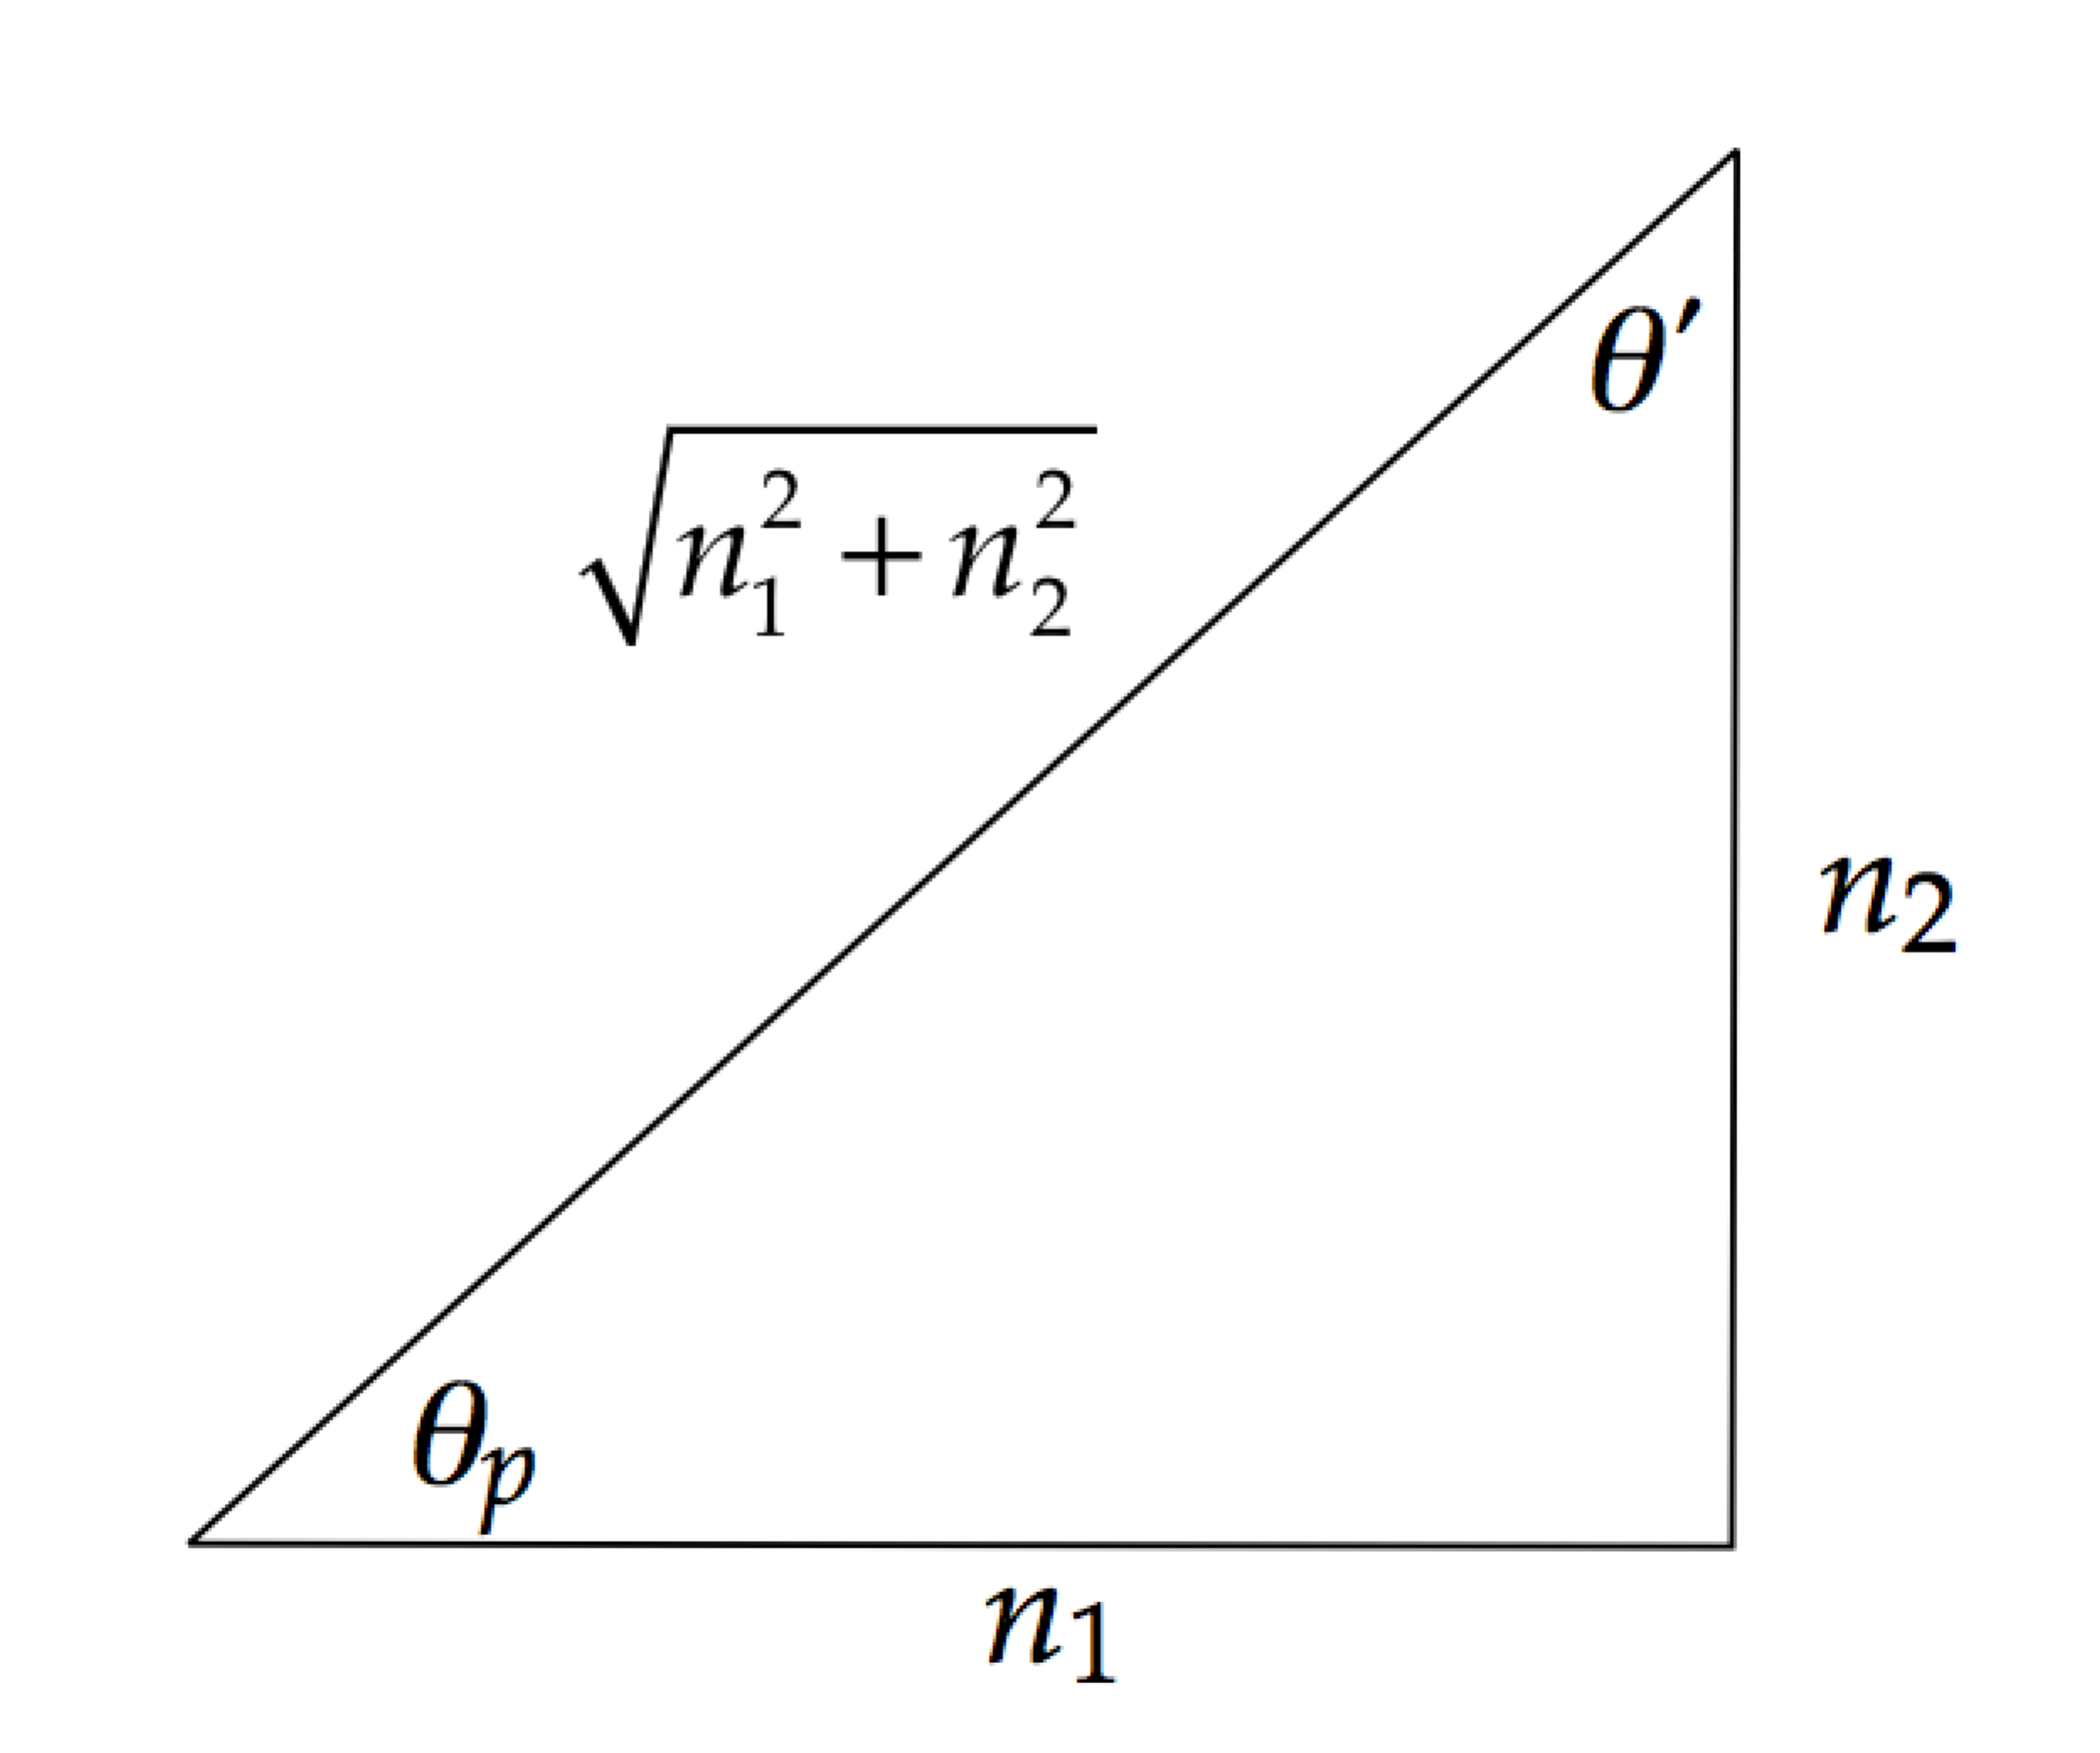 θ′
√n₁² + n₂²
n₂
θₚ
n₁